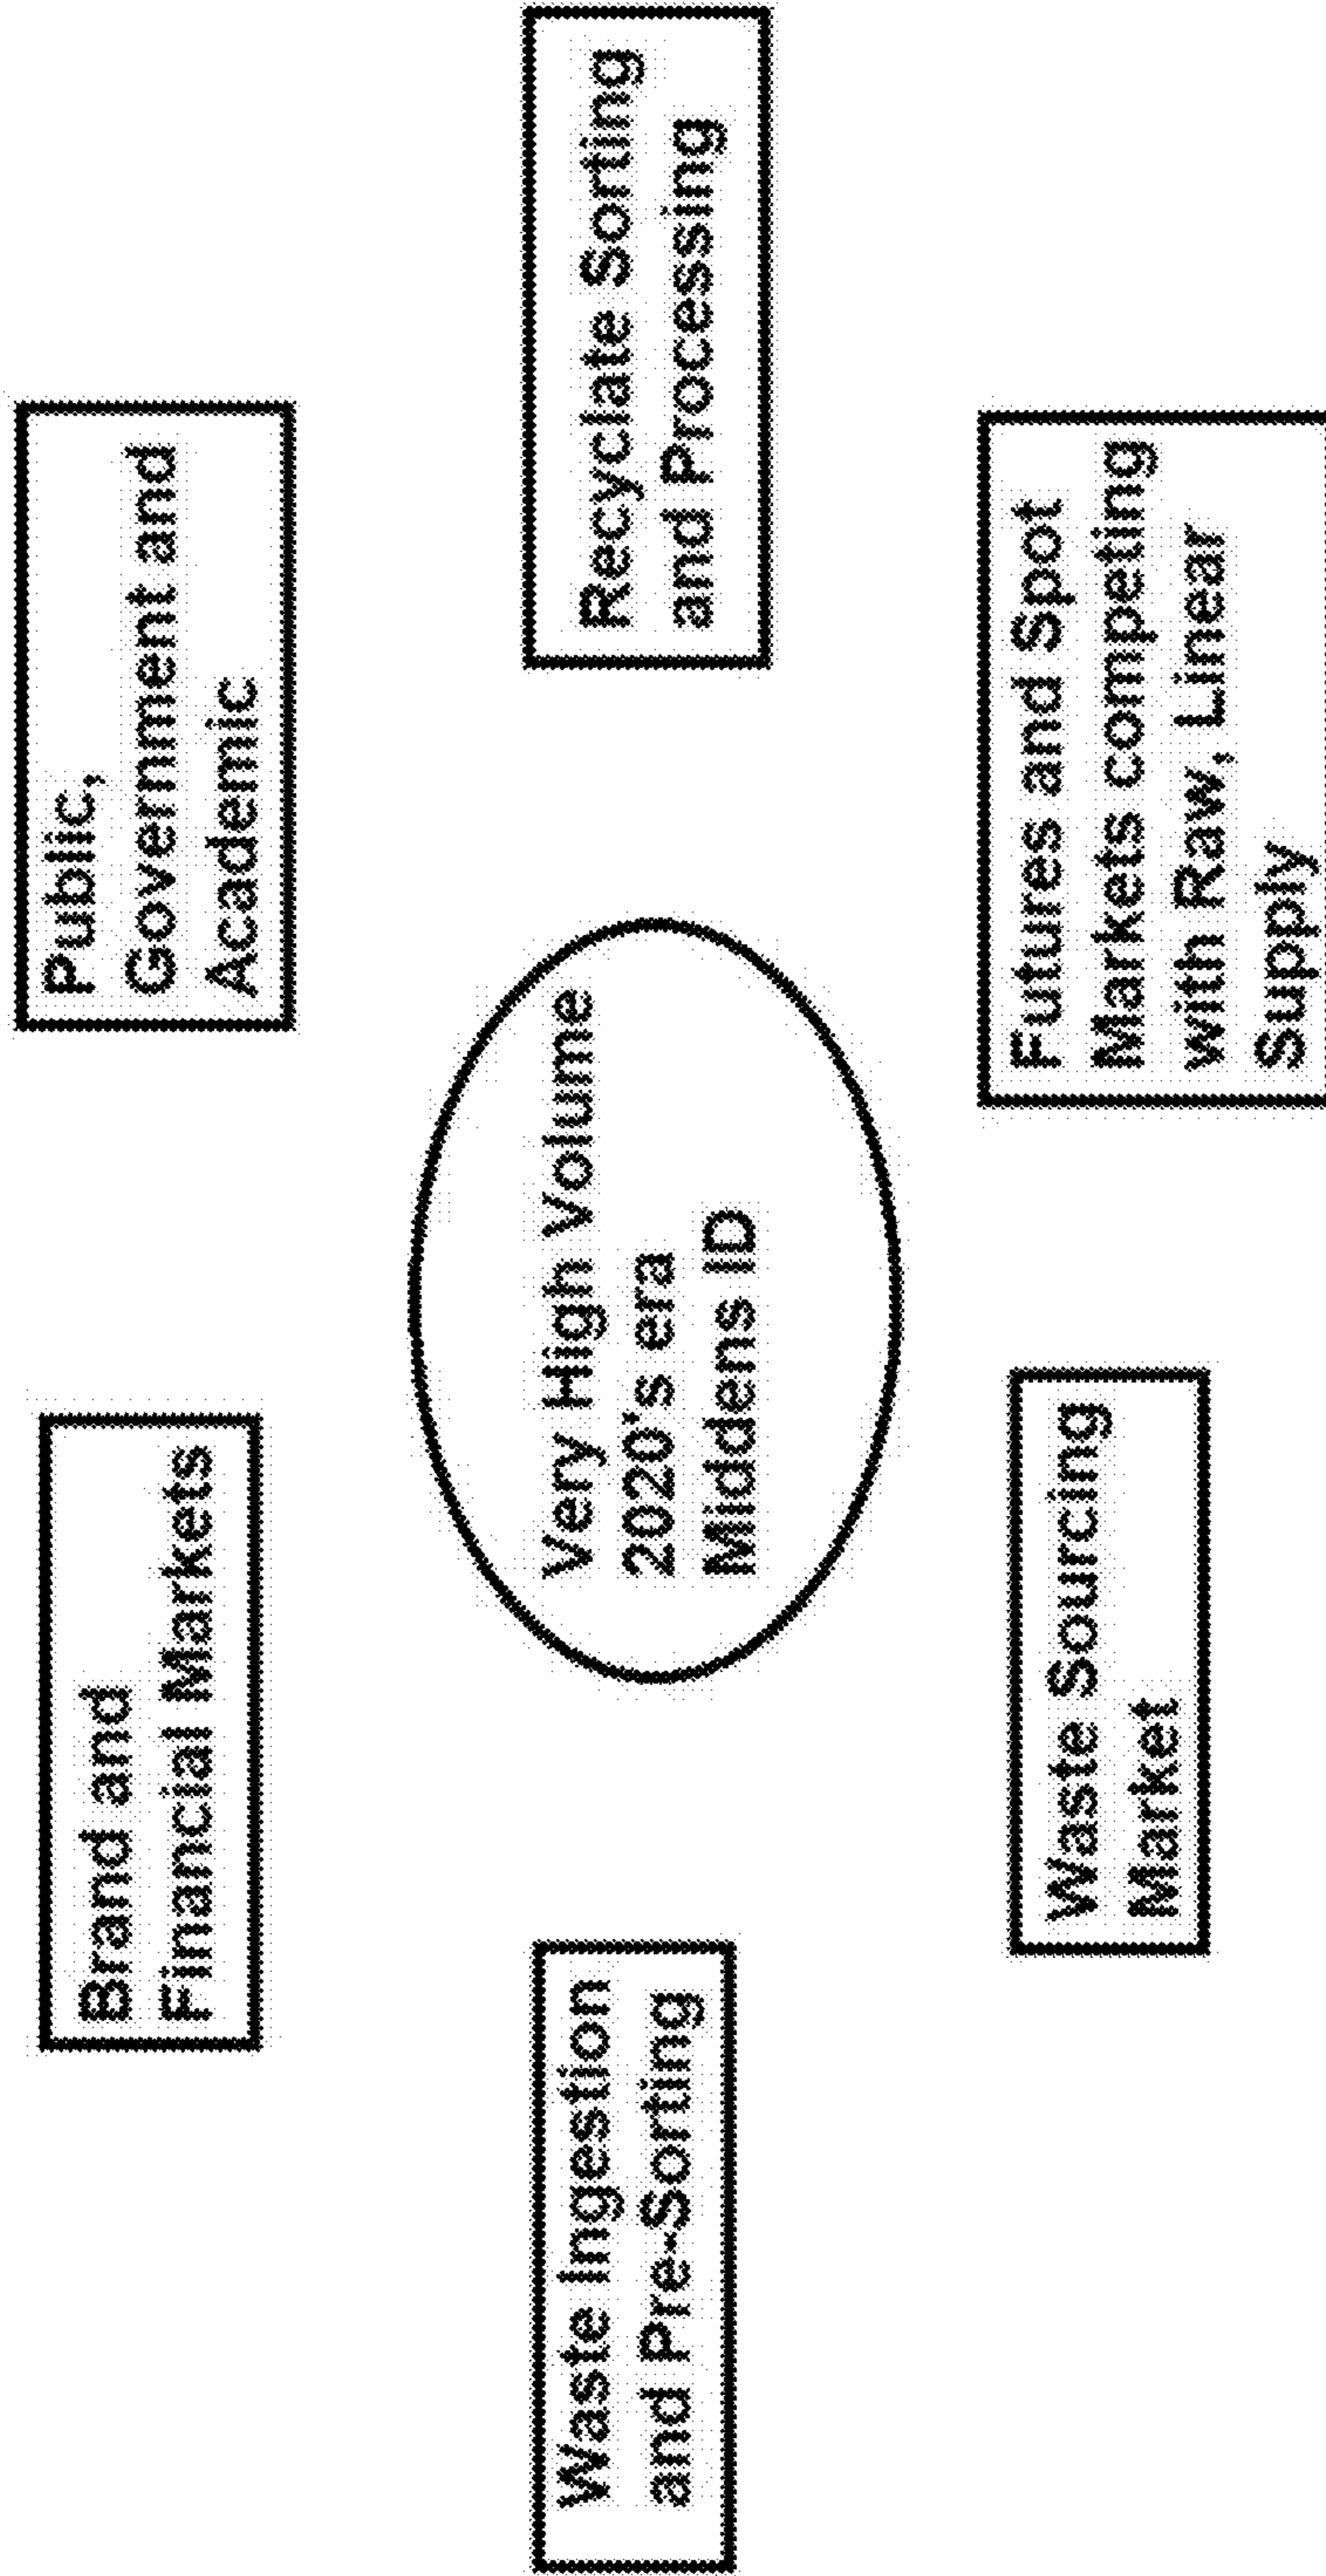 Brand and
Financial Markets
Public,
Government and
Academic
Waste Ingestion
and Pre-Sorting
Very High Volume
2020's era
Middens ID
Recyclate Sorting
and Processing
Waste Sourcing
Market
Futures and Spot
Markets competing
with Raw, Linear
Supply